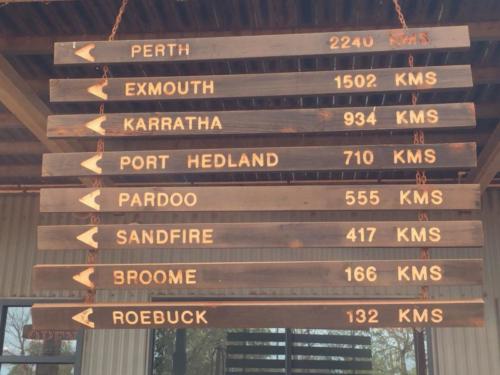 PERTH 2240 KMS
EXMOUTH 1502 KMS
KARRATHA 934 KMS
PORT HEDLAND 710 KMS
PARDOO 555 KMS
SANDFIRE 417 KMS
BROOME 166 KMS
ROEBUCK 132 KMS